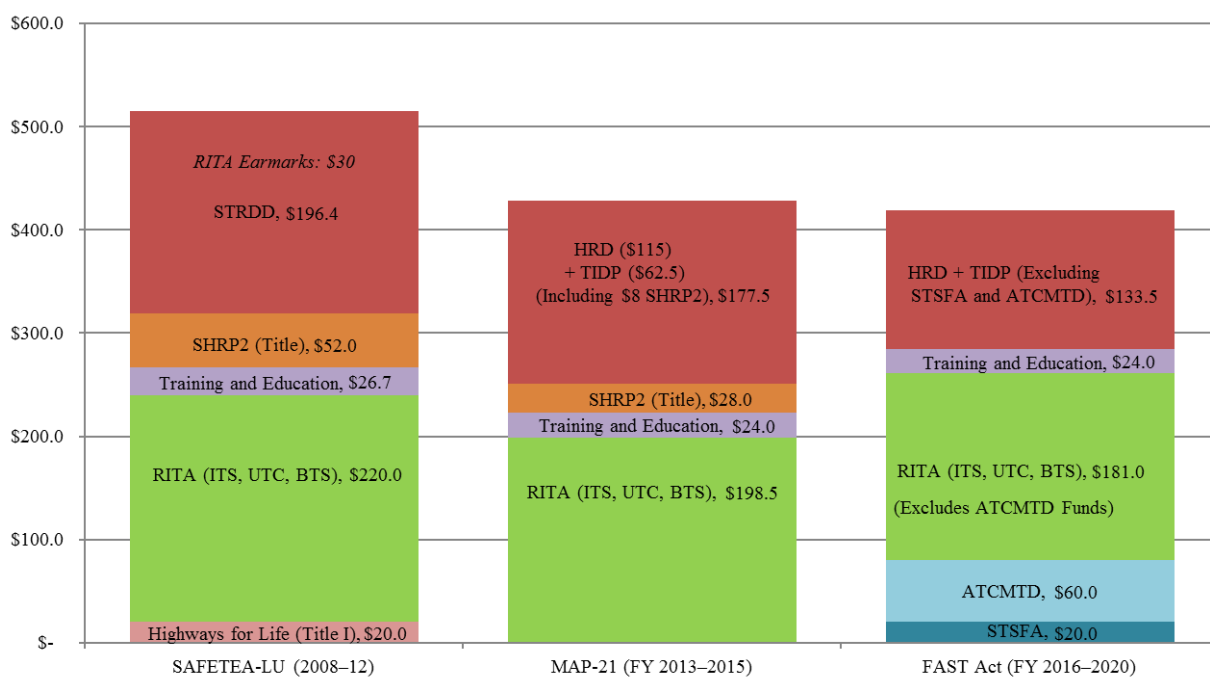 $600.0
$500.0
$400.0
$300.0
$200.0
$100.0
$-
RITA Earmarks: $30
STRDD, $196.4
SHRP2 (Title), $52.0
Training and Education, $26.7
RITA (ITS, UTC, BTS), $220.0
Highways for Life (Title I), $20.0
SAFETEA-LU (2008–12)
HRD ($115)
+ TIDP ($62.5)
(Including $8 SHRP2), $177.5
SHRP2 (Title), $28.0
Training and Education, $24.0
RITA (ITS, UTC, BTS), $198.5
MAP-21 (FY 2013–2015)
HRD + TIDP (Excluding
STSFA and ATCMTD), $133.5
Training and Education, $24.0
RITA (ITS, UTC, BTS), $181.0
(Excludes ATCMTD Funds)
ATCMTD, $60.0
STSFA, $20.0
FAST Act (FY 2016–2020)